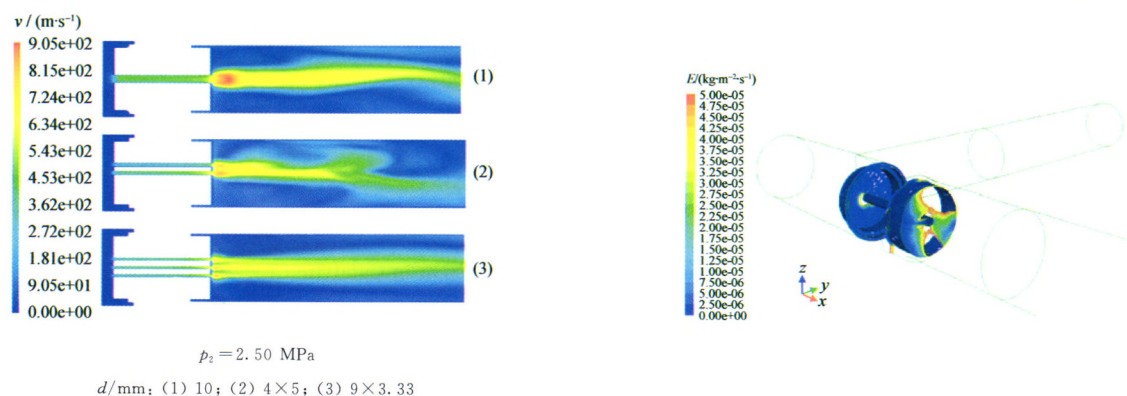 v / (m·s⁻¹)
9.05e+02
8.15e+02
7.24e+02
6.34e+02
5.43e+02
4.53e+02
3.62e+02
2.72e+02
1.81e+02
9.05e+01
0.00e+00
(1)
(2)
(3)
p₂=2.50 MPa
d/mm: (1) 10; (2) 4×5; (3) 9×3.33
E/(kg·m⁻²·s⁻¹)
5.00e-05
4.75e-05
4.50e-05
4.25e-05
4.00e-05
3.75e-05
3.50e-05
3.25e-05
3.00e-05
2.75e-05
2.50e-05
2.25e-05
2.00e-05
1.75e-05
1.50e-05
1.25e-05
1.00e-05
7.50e-06
5.00e-06
2.50e-06
0.00e+00
z
y
x